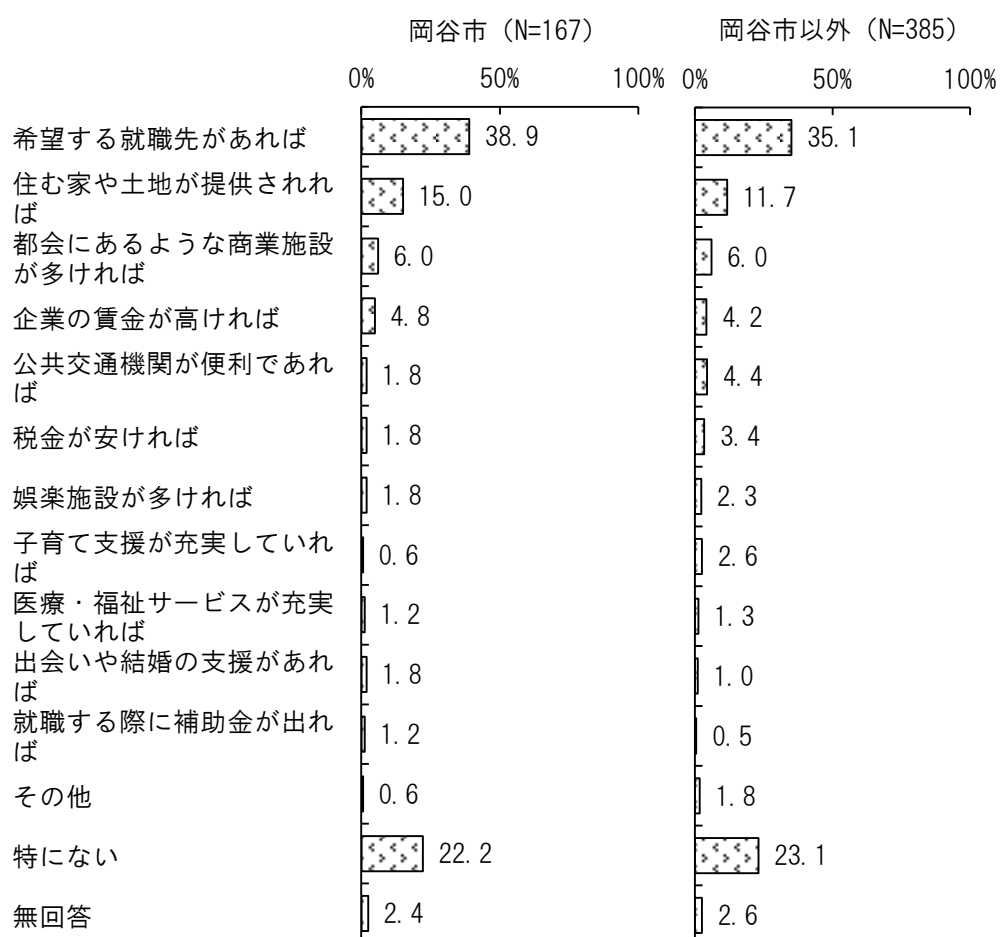 岡谷市（N=167）　岡谷市以外（N=385）
0%　50%　100%　0%　50%　100%
希望する就職先があれば　38.9　35.1
住む家や土地が提供されれ
ば　15.0　11.7
都会にあるような商業施設
が多ければ　6.0　6.0
企業の賃金が高ければ　4.8　4.2
公共交通機関が便利であれ
ば　1.8　4.4
税金が安ければ　1.8　3.4
娯楽施設が多ければ　1.8　2.3
子育て支援が充実していれ
ば　0.6　2.6
医療・福祉サービスが充実
していれば　1.2　1.3
出会いや結婚の支援があれ
ば　1.8　1.0
就職する際に補助金が出れ
ば　1.2　0.5
その他　0.6　1.8
特にない　22.2　23.1
無回答　2.4　2.6